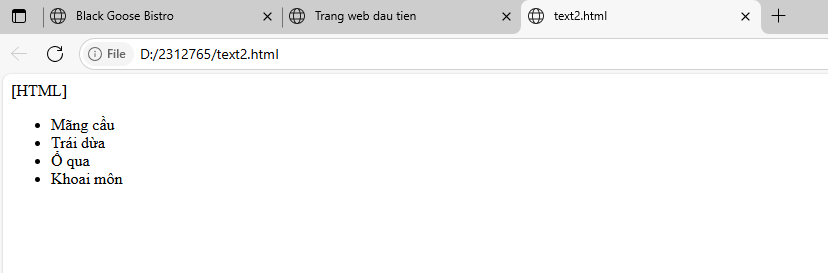 Black Goose Bistro
Trang web dau tien
text2.html
File
D:/2312765/text2.html
[HTML]
Mãng cầu
Trái dừa
Ổ qua
Khoai môn